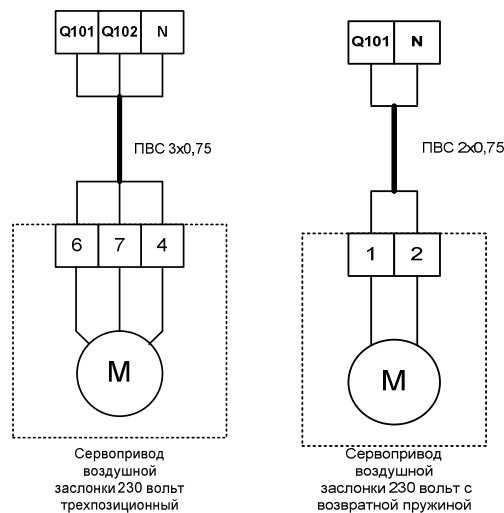 Q101 Q102 N
ПВС 3х0,75
6 7 4
М
Сервопривод
воздушной
заслонки 230 вольт
трехпозиционный
Q101 N
ПВС 2х0,75
1 2
М
Сервопривод
воздушной
заслонки 230 вольт с
возвратной пружиной